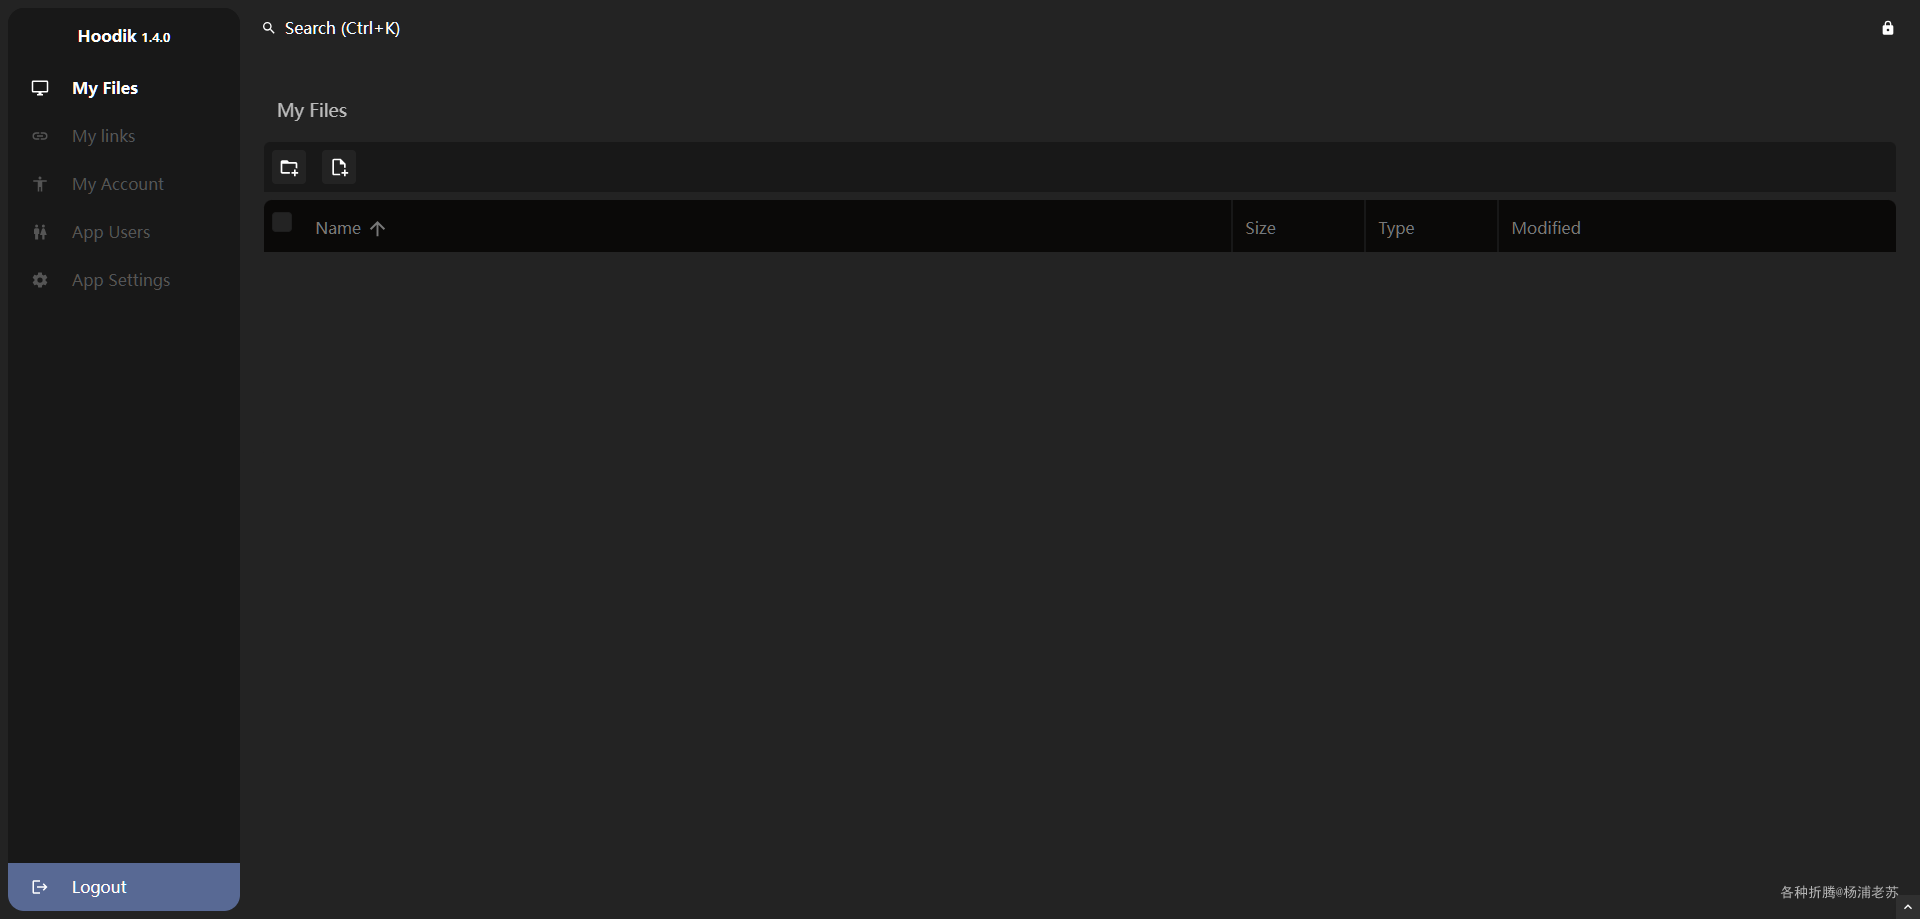 Hoodik 1.4.0
Search (Ctrl+K)
My Files
My links
My Account
App Users
App Settings
Logout
My Files
Name
Size
Type
Modified
各种折腾@杨浦老苏